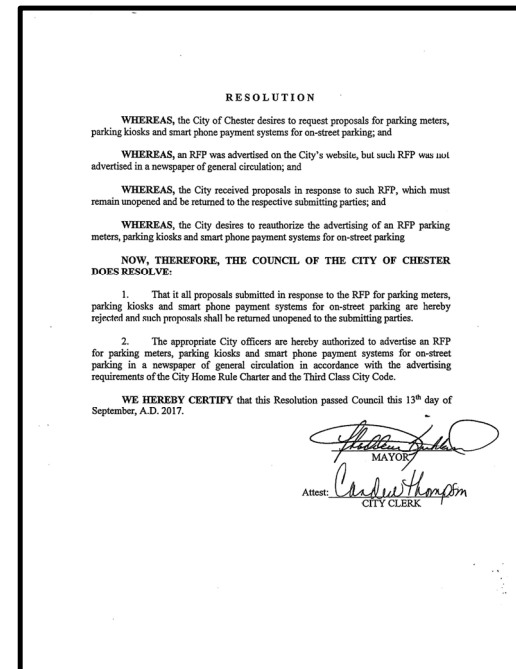 RESOLUTION
WHEREAS, the City of Chester desires to request proposals for parking meters,
parking kiosks and smart phone payment systems for on-street parking; and
WHEREAS, an RFP was advertised on the City's website, but such RFP was not
advertised in a newspaper of general circulation; and
WHEREAS, the City received proposals in response to such RFP, which must
remain unopened and be returned to the respective submitting parties; and
WHEREAS, the City desires to reauthorize the advertising of an RFP parking
meters, parking kiosks and smart phone payment systems for on-street parking
NOW, THEREFORE, THE COUNCIL OF THE CITY OF CHESTER
DOES RESOLVE:
1. That it all proposals submitted in response to the RFP for parking meters,
parking kiosks and smart phone payment systems for on-street parking are hereby
rejected and such proposals shall be returned unopened to the submitting parties.
2. The appropriate City officers are hereby authorized to advertise an RFP
for parking meters, parking kiosks and smart phone payment systems for on-street
parking in a newspaper of general circulation in accordance with the advertising
requirements of the City Home Rule Charter and the Third Class City Code.
WE HEREBY CERTIFY that this Resolution passed Council this 13th day of
September, A.D. 2017.
MAYOR
Attest: Thompson
CITY CLERK